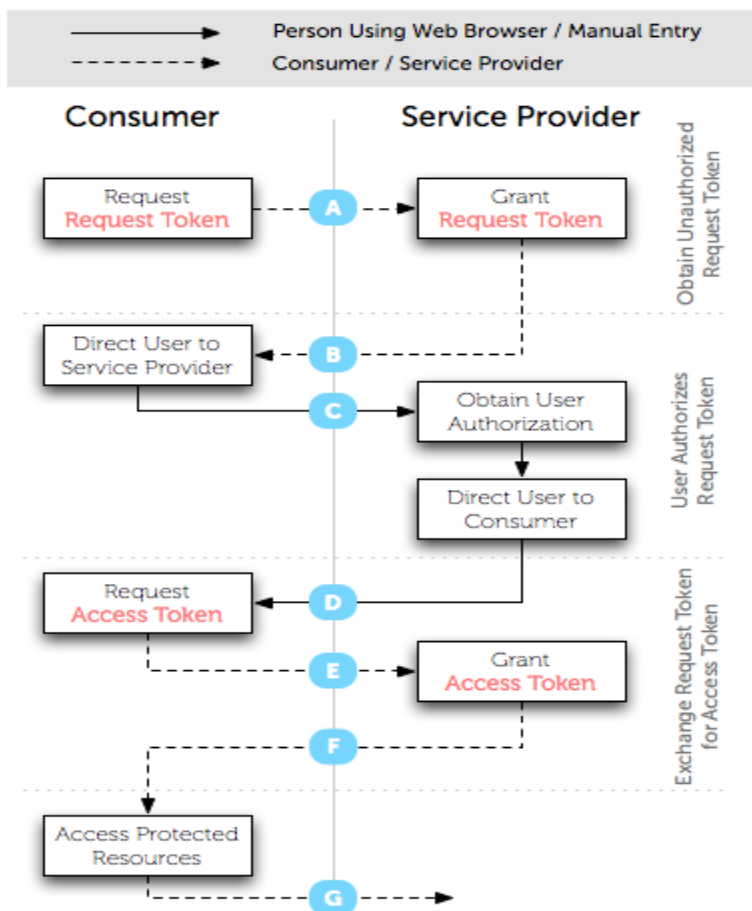 Person Using Web Browser / Manual Entry
Consumer / Service Provider
Consumer
Service Provider
Request
Request Token
A
Grant
Request Token
Obtain Unauthorized
Request Token
Direct User to
Service Provider
B
C
Obtain User
Authorization
Direct User to
Consumer
User Authorizes
Request Token
Request
Access Token
D
E
Grant
Access Token
F
Exchange Request Token
for Access Token
Access Protected
Resources
G